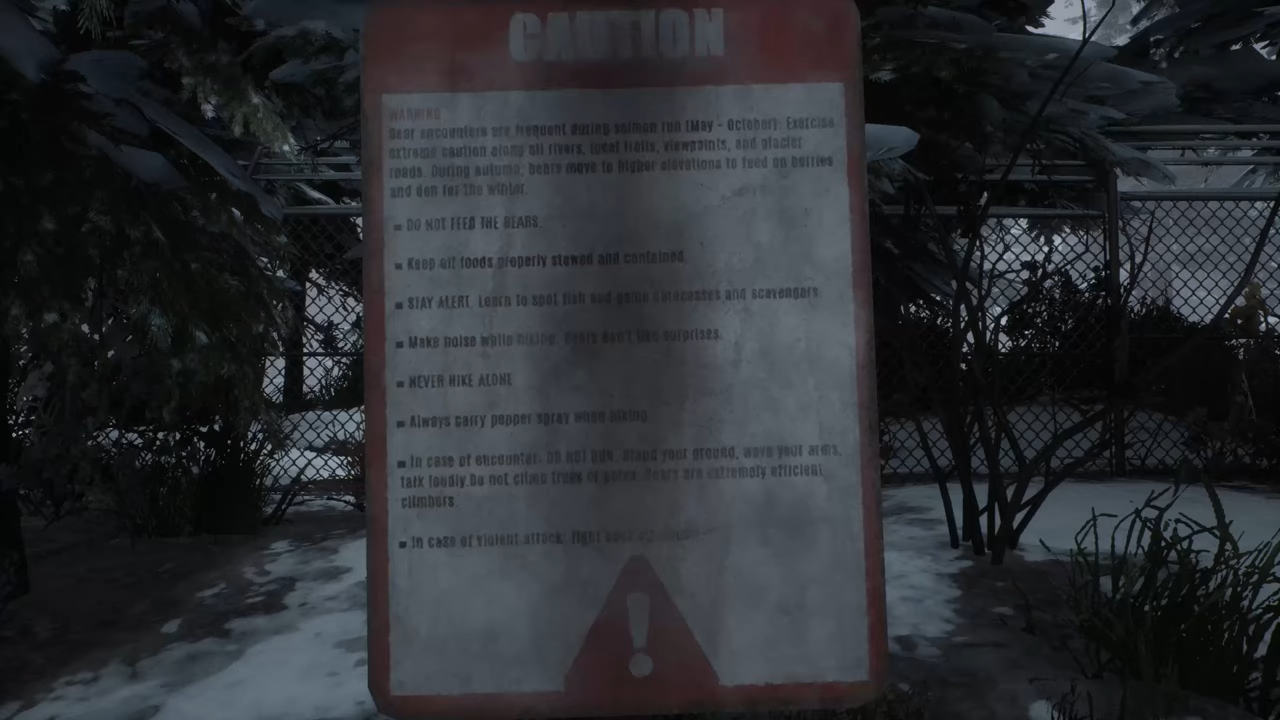 CAUTION
WARNING
Bear encounters are frequent during salmon run (May - October). Exercise
extreme caution along all rivers, local trails, viewpoints, and glacier
roads. During autumn, bears move to higher elevations to feed on berries
and den for the winter.
▪ DO NOT FEED THE BEARS.
▪ Keep all foods properly stowed and contained.
▪ STAY ALERT. Learn to spot fish and game carcasses and scavengers.
▪ Make noise while hiking. Bears don't like surprises.
▪ NEVER HIKE ALONE
▪ Always carry pepper spray when hiking.
▪ In case of encounter: DO NOT RUN. Stand your ground, wave your arms,
talk loudly.Do not climb trees or gates. Bears are extremely efficient
climbers.
▪ In case of violent attack: fight back